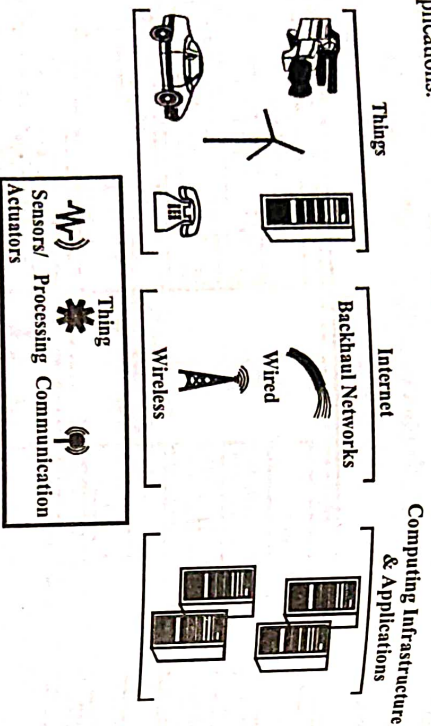 plications.
Things
Internet
Backhaul Networks
Wired
Wireless
Computing Infrastructure
& Applications
Thing
Sensors/ Processing Communication
Actuators